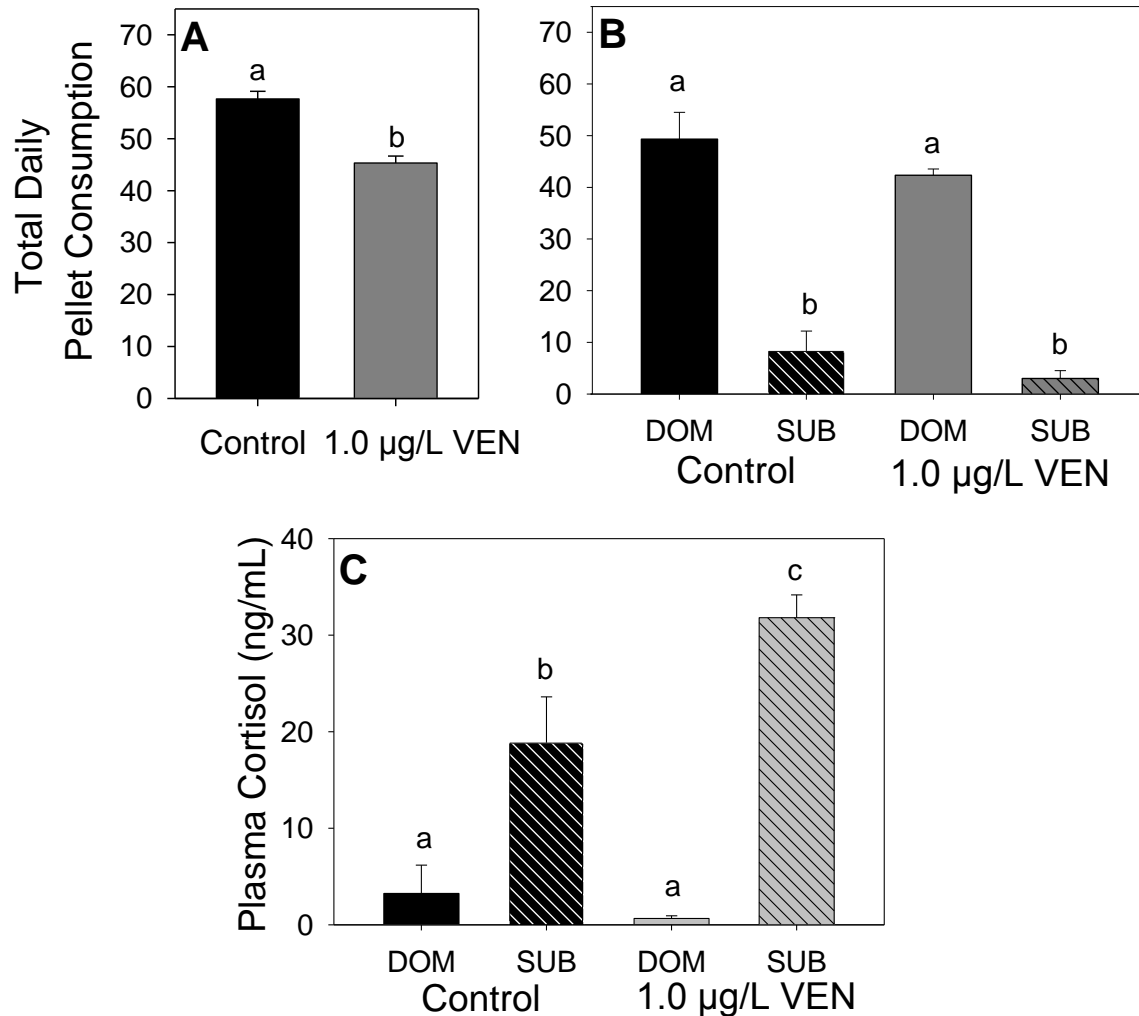 A
Total Daily
Pellet Consumption
70
60
50
40
30
20
10
0
a
b
Control 1.0 µg/L VEN
B
70
60
50
40
30
20
10
0
a
b
a
b
DOM SUB DOM SUB
Control 1.0 µg/L VEN
C
Plasma Cortisol (ng/mL)
40
30
20
10
0
a
b
a
c
DOM SUB DOM SUB
Control 1.0 µg/L VEN